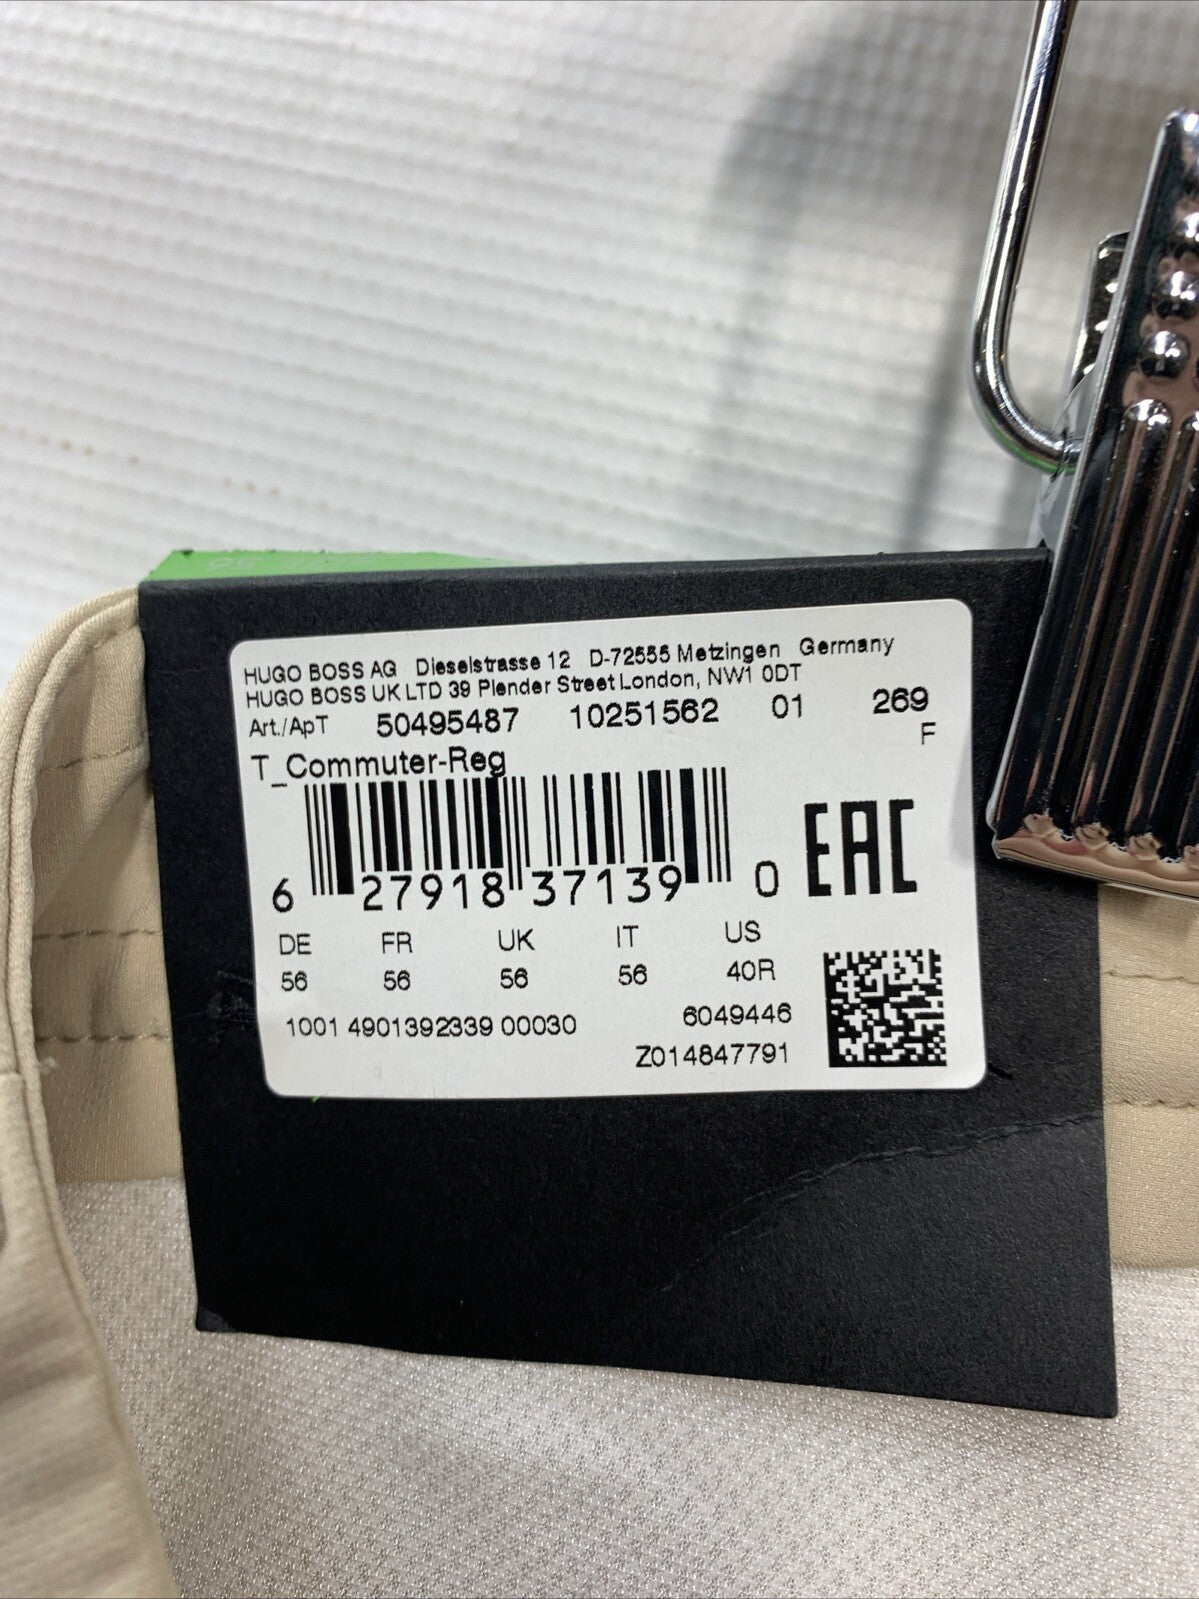 56
HUGO BOSS AG Dieselstrasse 12 D-72555 Metzingen Germany
HUGO BOSS UK LTD 39 Plender Street London, NW1 0DT
Art./ApT 50495487 10251562 01 269
F
T_Commuter-Reg
6 27918 37139 0
EAC
DE FR UK IT US
56 56 56 56 40R
1001 4901392339 00030 6049446
Z014847791